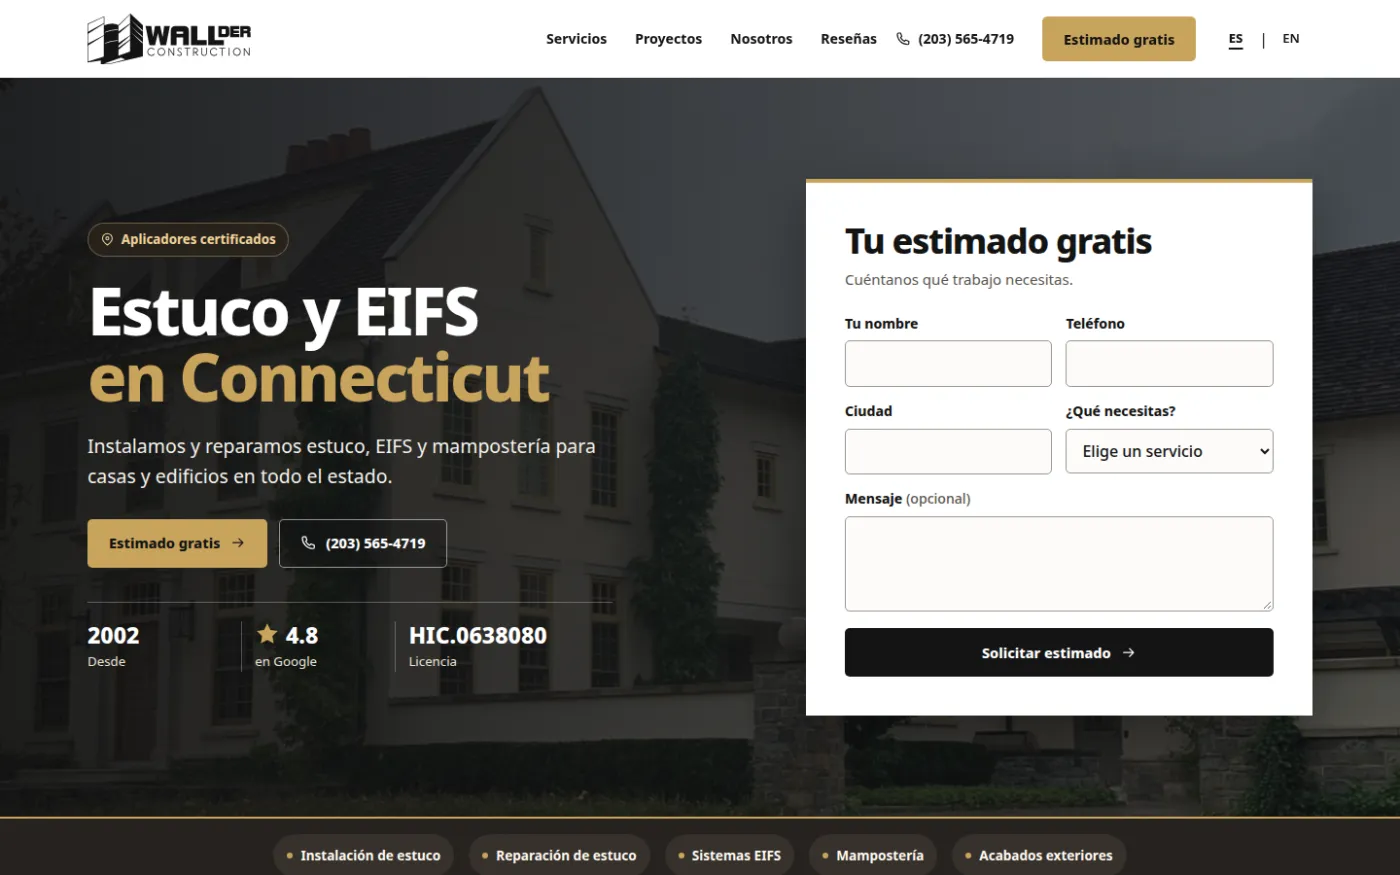 WALLDER
CONSTRUCTION
Servicios
Proyectos
Nosotros
Reseñas
(203) 565-4719
Estimado gratis
ES | EN
Aplicadores certificados
Estuco y EIFS
en Connecticut
Instalamos y reparamos estuco, EIFS y mampostería para
casas y edificios en todo el estado.
Estimado gratis →
(203) 565-4719
2002
Desde
4.8
en Google
HIC.0638080
Licencia
Tu estimado gratis
Cuéntanos qué trabajo necesitas.
Tu nombre
Teléfono
Ciudad
¿Qué necesitas?
Elige un servicio
Mensaje (opcional)
Solicitar estimado →
Instalación de estuco
Reparación de estuco
Sistemas EIFS
Mampostería
Acabados exteriores